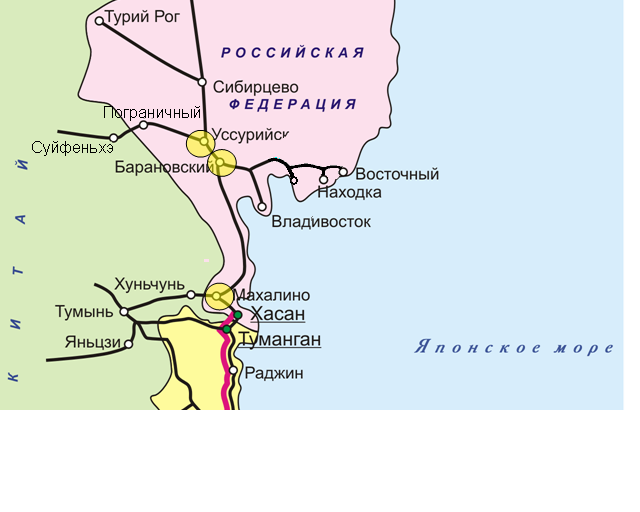 Турий Рог
РОССИЙСКАЯ
Сибирцево
ФЕДЕРАЦИЯ
Пограничный
Уссурийск
Суйфеньхэ
Барановский
Восточный
Находка
Владивосток
КИТАЙ
Хуньчунь
Махалино
Тумынь
Хасан
Яньцзи
Туманган
Японское море
Раджин